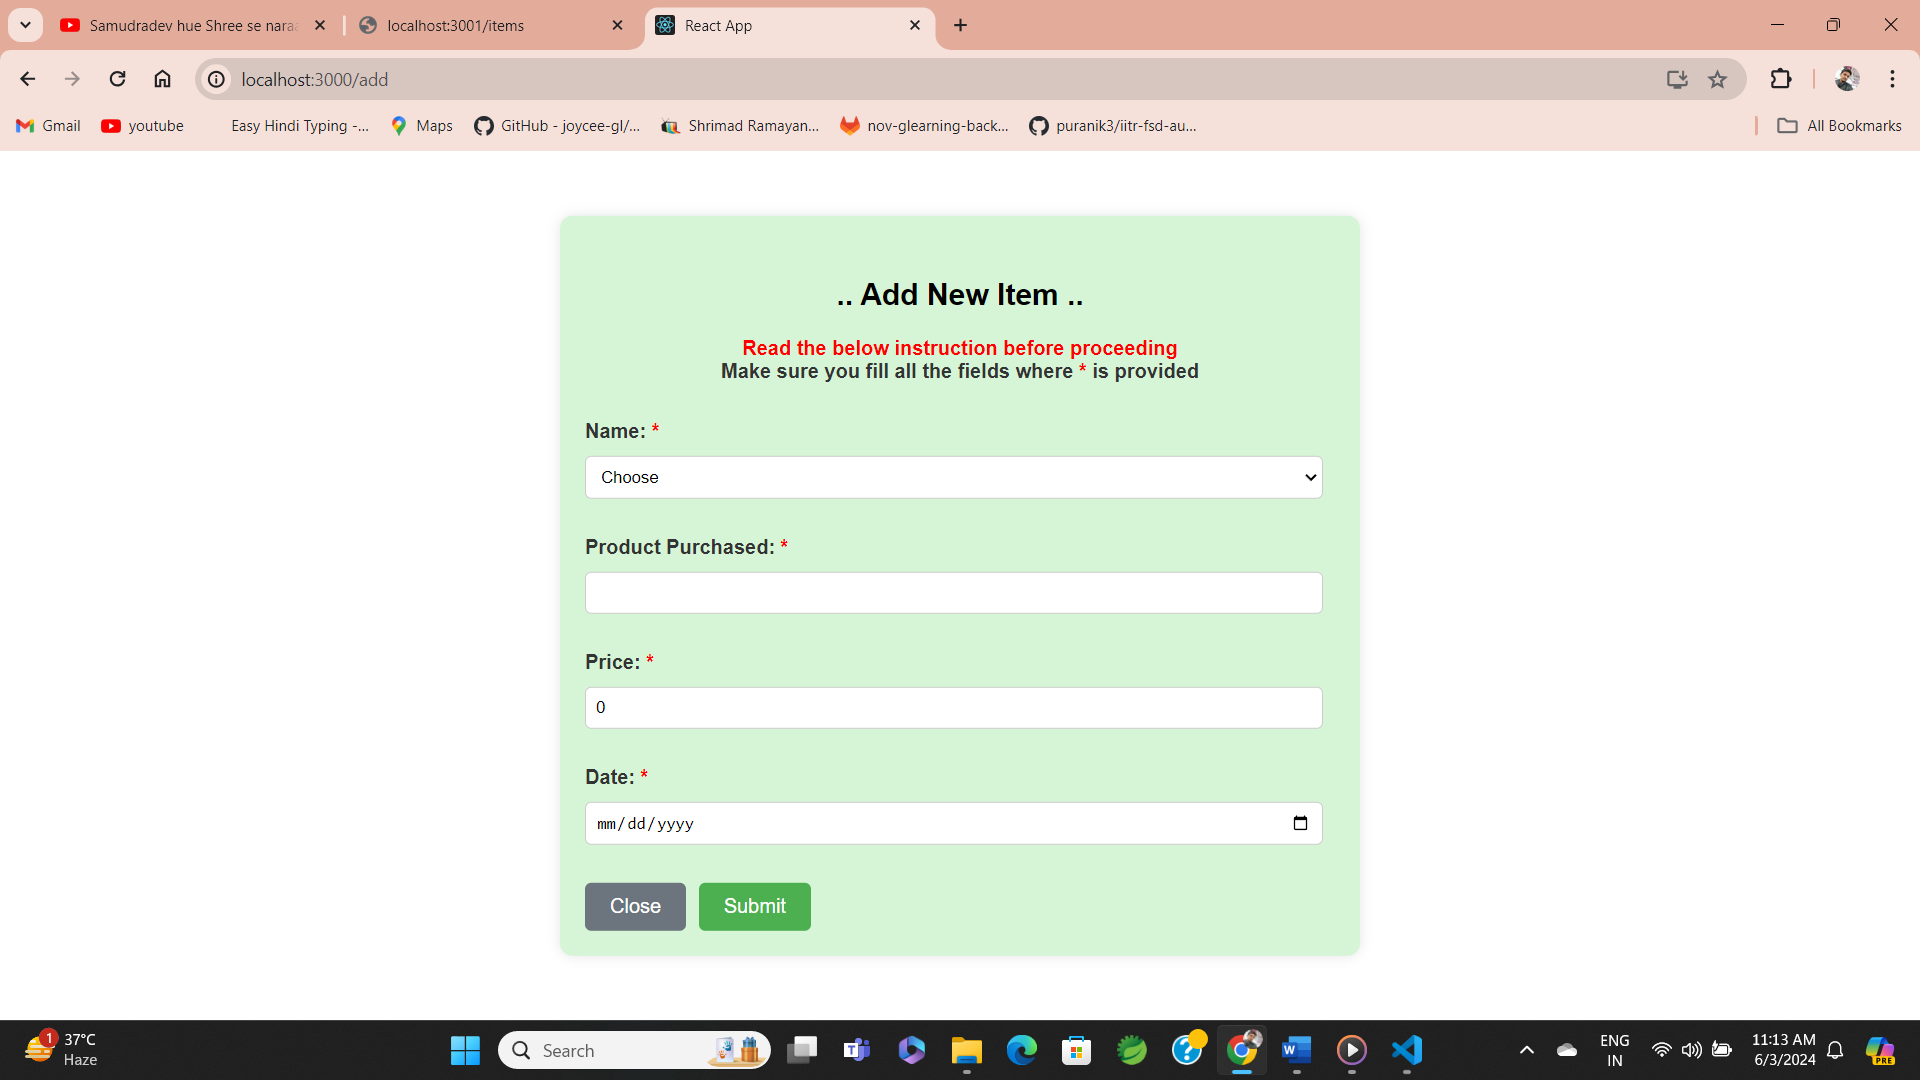 Samudradev hue Shree se naraa
localhost:3001/items
React App
localhost:3000/add
Gmail
youtube
Easy Hindi Typing -...
Maps
GitHub - joycee-gl/...
Shrimad Ramayan...
nov-glearning-back...
puranik3/iitr-fsd-au...
All Bookmarks
.. Add New Item ..
Read the below instruction before proceeding
Make sure you fill all the fields where * is provided
Name: *
Choose
Product Purchased: *
Price: *
0
Date: *
mm/dd/yyyy
Close
Submit
1
37°C
Haze
Search
ENG
IN
11:13 AM
6/3/2024
PRE